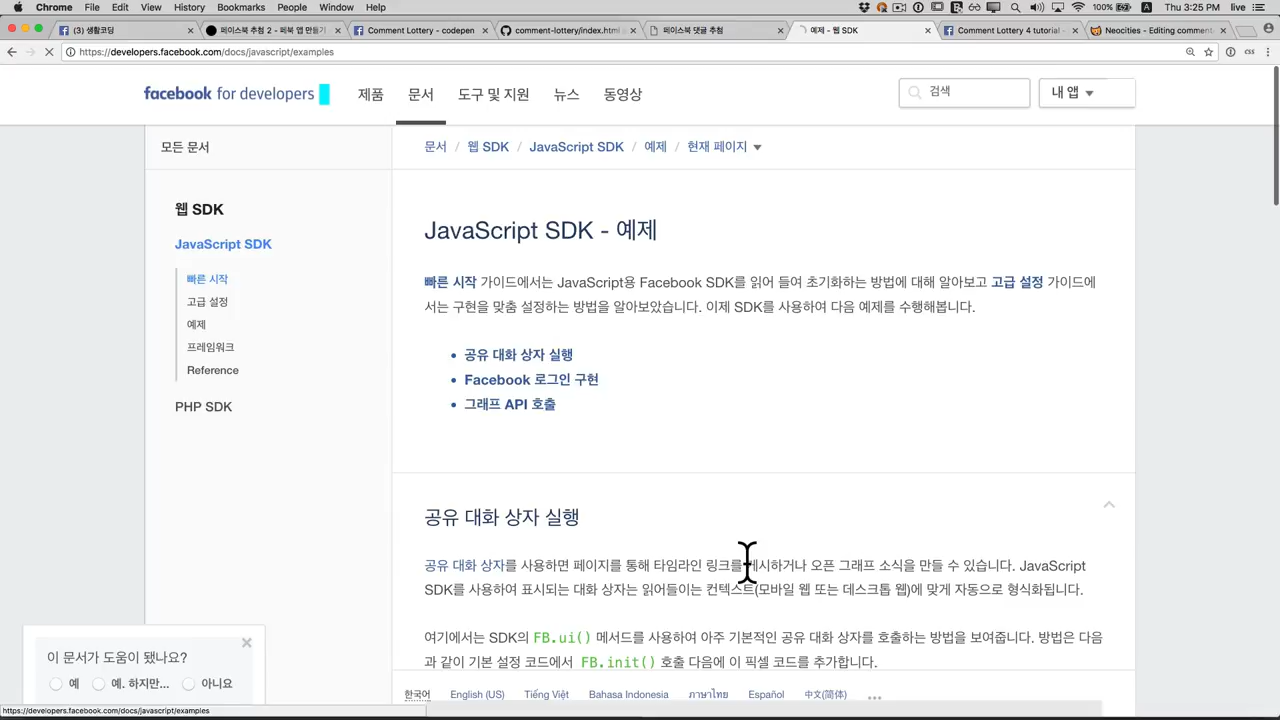 Chrome File Edit View History Bookmarks People Window Help 100% A Thu 3:25 PM live
(3) 생활코딩 페이스북 추첨 2 - 페북 앱 만들기 Comment Lottery - codepen comment-lottery/index.html 페이스북 댓글 추첨 예제 - 웹 SDK Comment Lottery 4 tutorial - Neocities - Editing comment
https://developers.facebook.com/docs/javascript/examples css
facebook for developers 제품 문서 도구 및 지원 뉴스 동영상 검색 내 앱
모든 문서
문서 / 웹 SDK / JavaScript SDK / 예제 / 현재 페이지
웹 SDK
JavaScript SDK
빠른 시작
고급 설정
예제
프레임워크
Reference
PHP SDK
JavaScript SDK - 예제
빠른 시작 가이드에서는 JavaScript용 Facebook SDK를 읽어 들여 초기화하는 방법에 대해 알아보고 고급 설정 가이드에
서는 구현을 맞춤 설정하는 방법을 알아보았습니다. 이제 SDK를 사용하여 다음 예제를 수행해봅니다.
• 공유 대화 상자 실행
• Facebook 로그인 구현
• 그래프 API 호출
공유 대화 상자 실행
공유 대화 상자를 사용하면 페이지를 통해 타임라인 링크를 게시하거나 오픈 그래프 소식을 만들 수 있습니다. JavaScript
SDK를 사용하여 표시되는 대화 상자는 읽어들이는 컨텍스트(모바일 웹 또는 데스크톱 웹)에 맞게 자동으로 형식화됩니다.
여기에서는 SDK의 FB.ui() 메서드를 사용하여 아주 기본적인 공유 대화 상자를 호출하는 방법을 보여줍니다. 방법은 다음
과 같이 기본 설정 코드에서 FB.init() 호출 다음에 이 픽셀 코드를 추가합니다.
이 문서가 도움이 됐나요?
예 예. 하지만... 아니요
한국어 English (US) Tiếng Việt Bahasa Indonesia ภาษาไทย Español 中文(简体) ...
https://developers.facebook.com/docs/javascript/examples